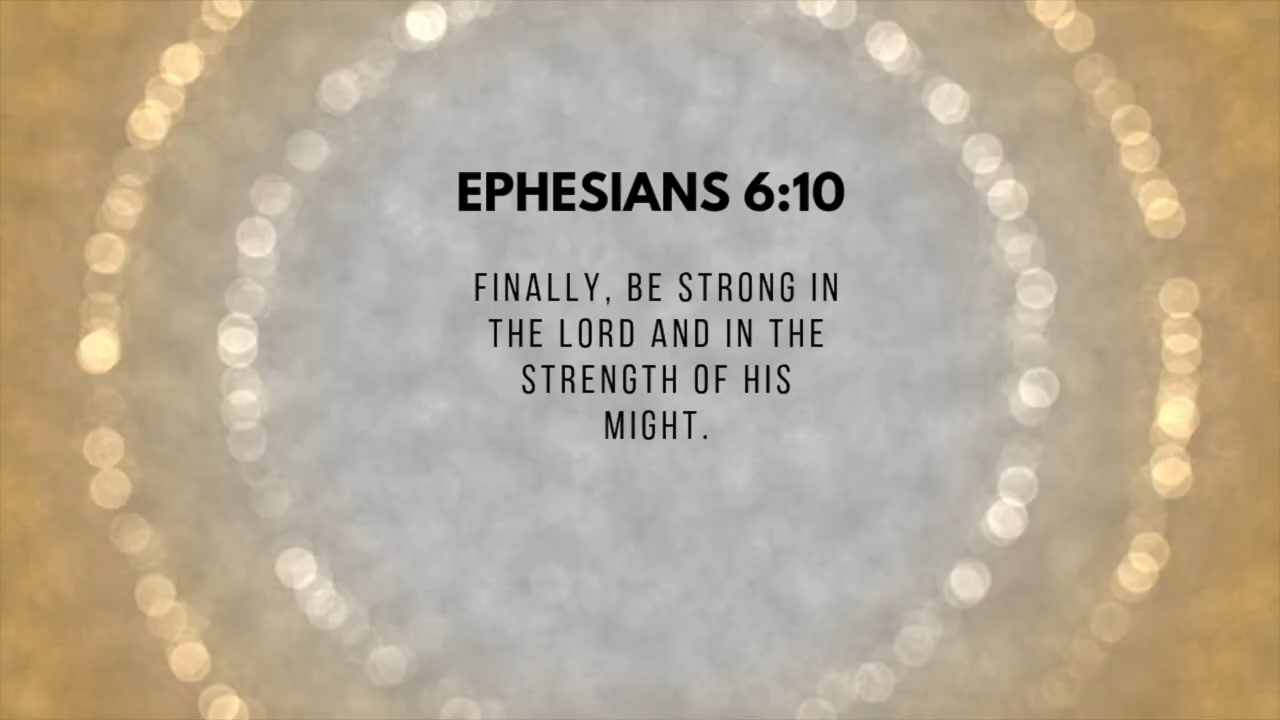 EPHESIANS 6:10
FINALLY, BE STRONG IN
THE LORD AND IN THE
STRENGTH OF HIS
MIGHT.